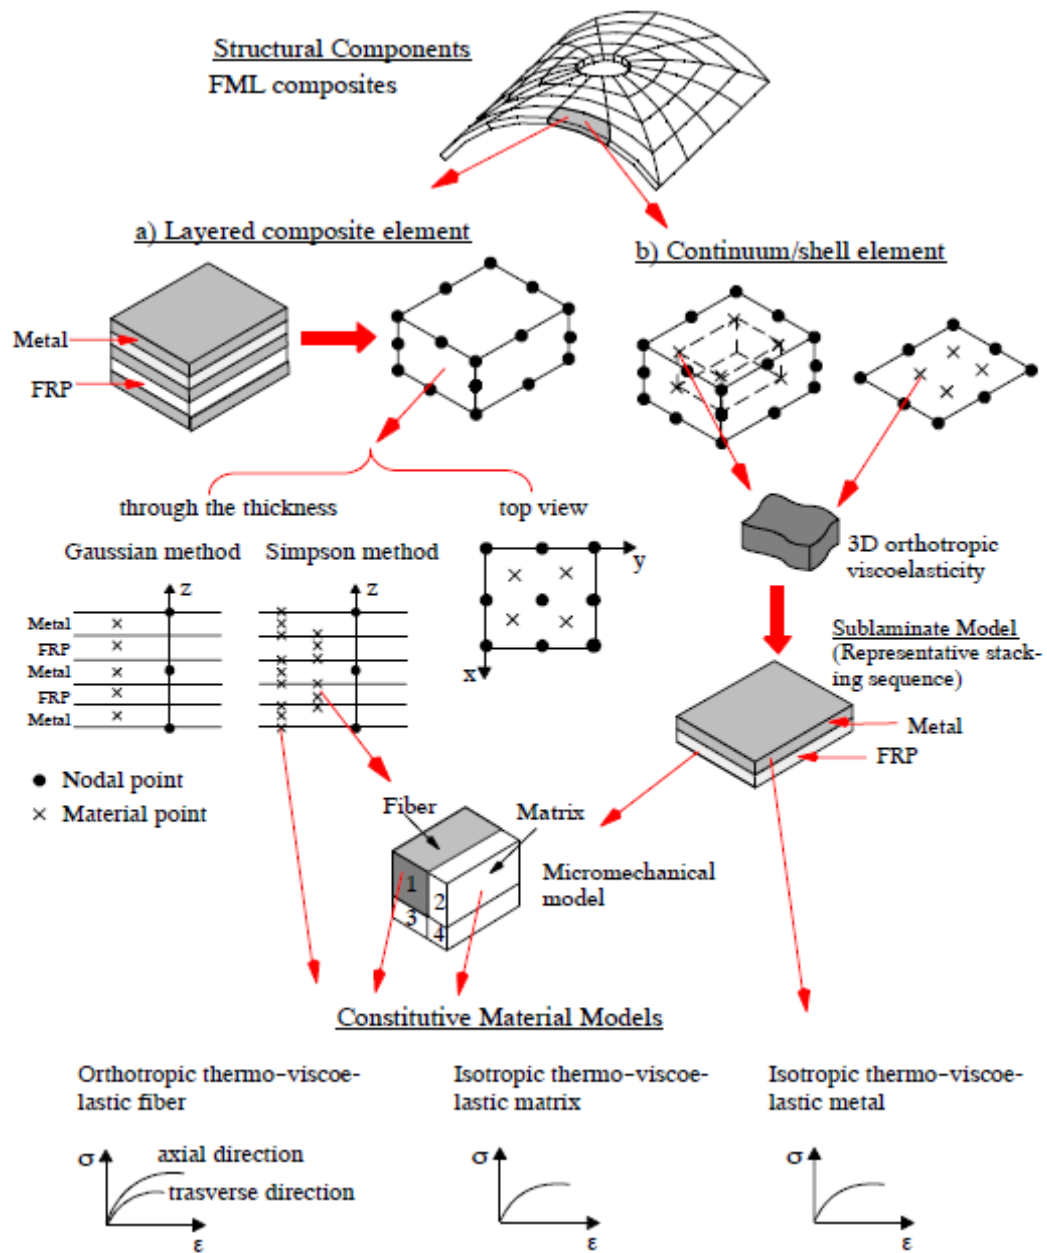 Structural Components
FML composites
a) Layered composite element
b) Continuum/shell element
Metal
FRP
through the thickness
top view
Gaussian method
Simpson method
z
z
y
x
Metal
FRP
Metal
FRP
Metal
3D orthotropic
viscoelasticity
Sublaminate Model
(Representative stack-
ing sequence)
Metal
FRP
Nodal point
Material point
Fiber
Matrix
1
2
3
4
Micromechanical
model
Constitutive Material Models
Orthotropic thermo-viscoe-
lastic fiber
Isotropic thermo-viscoe-
lastic matrix
Isotropic thermo-viscoe-
lastic metal
σ
axial direction
trasverse direction
ε
σ
ε
σ
ε